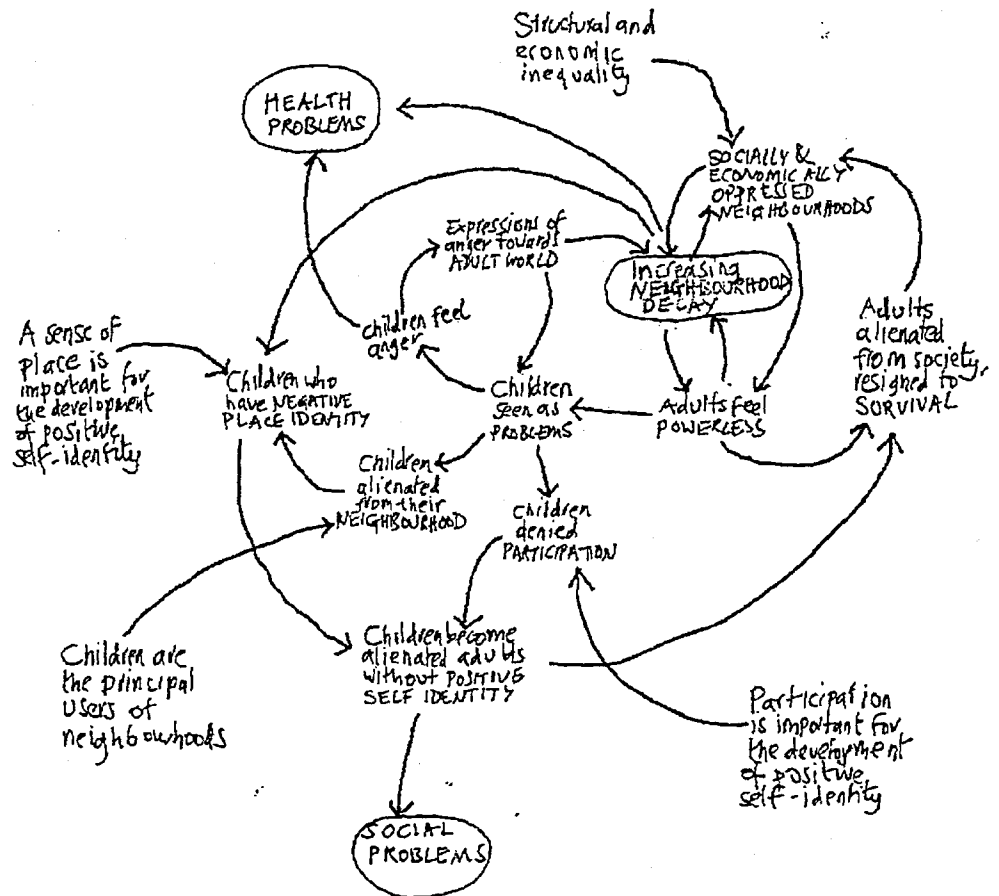 Structural and
economic
inequality
HEALTH
PROBLEMS
SOCIALLY &
ECONOMICALLY
OPPRESSED
NEIGHBOURHOODS
Expressions of
anger towards
ADULT WORLD
Increasing
NEIGHBOURHOOD
DECAY
Children feel
anger
Adults
alienated
from society,
resigned to
SURVIVAL
A sense of
place is
important for
the development
of positive
self-identity
Children who
have NEGATIVE
PLACE IDENTITY
Children
seen as
PROBLEMS
Adults feel
POWERLESS
Children
alienated
from their
NEIGHBOURHOOD
Children
denied
PARTICIPATION
Children become
alienated adults
without POSITIVE
SELF IDENTITY
Children are
the principal
users of
neighbourhoods
Participation
is important for
the development
of positive
self-identity
SOCIAL
PROBLEMS